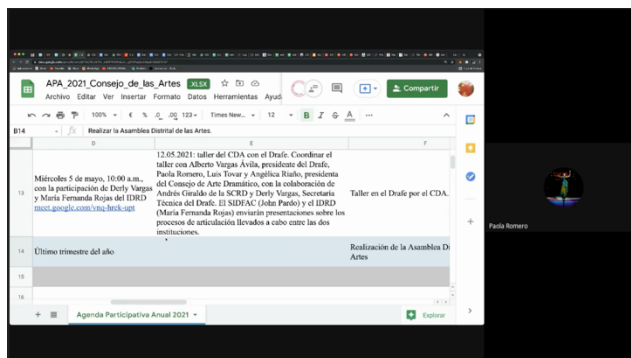 APA_2021_Consejo_de_las_Artes .XLSX
Archivo Editar Ver Insertar Formato Datos Herramientas Ayud
Compartir
100% € % .0 .00 123 Times New... 12 B I S A ...
B14 fx Realizar la Asamblea Distrital de las Artes.
D E F
13
Miércoles 5 de mayo, 10:00 a.m.,
con la participación de Derly Vargas
y María Fernanda Rojas del IDRD
meet.google.com/vnq-hrek-upt
12.05.2021: taller del CDA con el Drafe. Coordinar el
taller con Alberto Vargas Ávila, presidente del Drafe,
Paola Romero, Luis Tovar y Angélica Riaño, presidenta
del Consejo de Arte Dramático, con la colaboración de
Andrés Giraldo de la SCRD y Derly Vargas, Secretaria
Técnica del Drafe. El SIDFAC (John Pardo) y el IDRD
(María Fernanda Rojas) enviarán presentaciones sobre los
procesos de articulación llevados a cabo entre las dos
instituciones.
Taller en el Drafe por el CDA.
14
Último trimestre del año
Realización de la Asamblea Di
Artes
15
16
Agenda Participativa Anual 2021
Explorar
Paola Romero